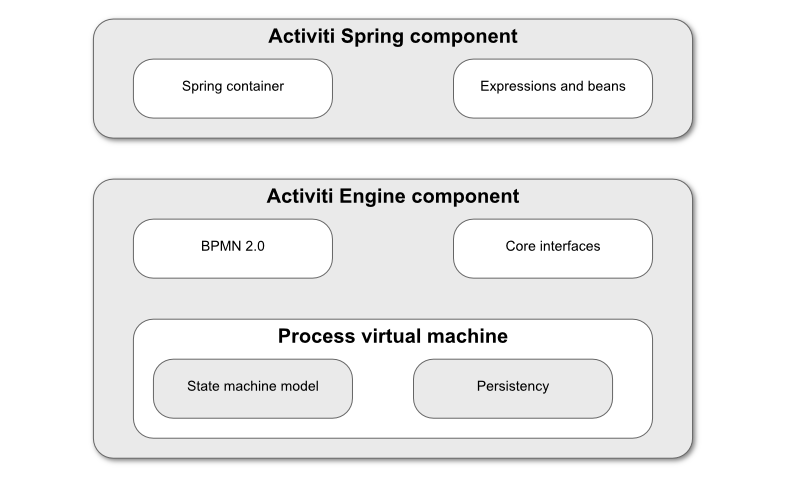 Activiti Spring component
Spring container
Expressions and beans
Activiti Engine component
BPMN 2.0
Core interfaces
Process virtual machine
State machine model
Persistency